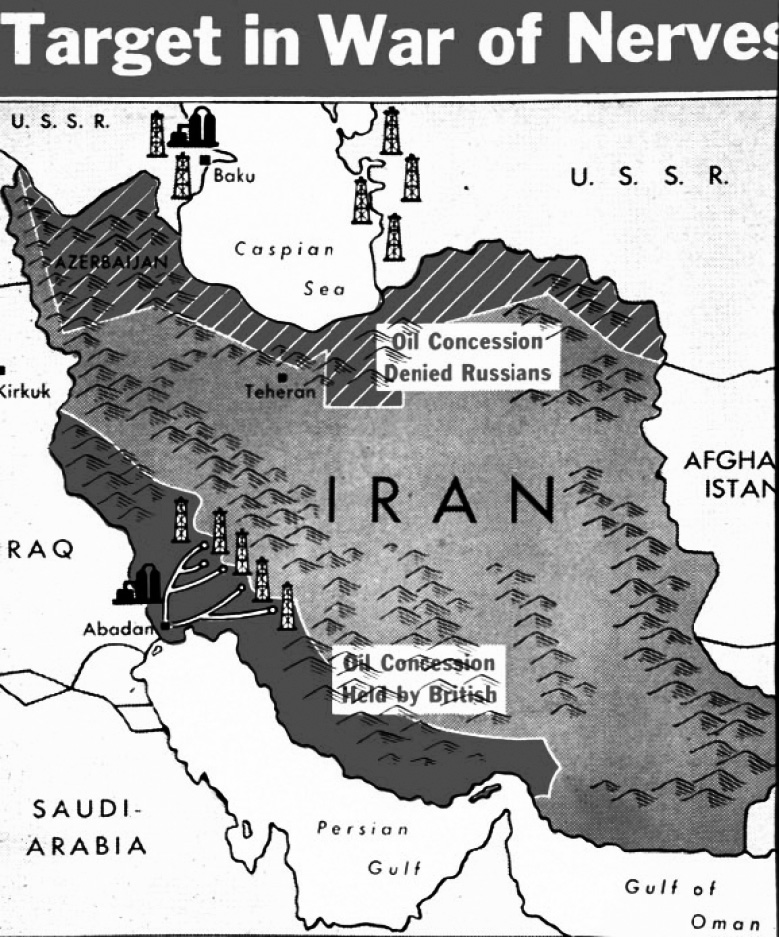 Target in War of Nerves
U. S. S. R.
Baku
U. S. S. R.
Caspian
Sea
AZERBAIJAN
Oil Concession
Denied Russians
Kirkuk
Teheran
AFGHA
ISTAN
IRAN
RAQ
Abadan
Oil Concession
Held by British
SAUDI-
ARABIA
Persian
Gulf
Gulf of
Oman